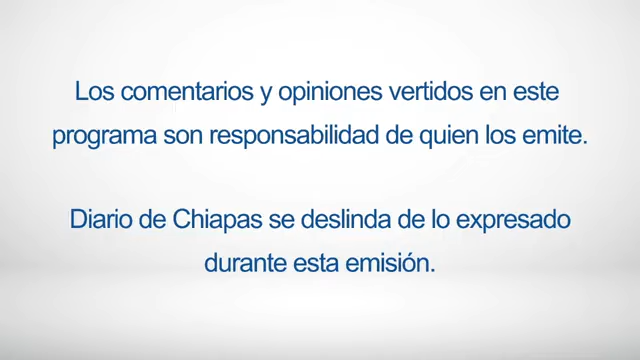 Los comentarios y opiniones vertidos en este
programa son responsabilidad de quien los emite.
Diario de Chiapas se deslinda de lo expresado
durante esta emisión.